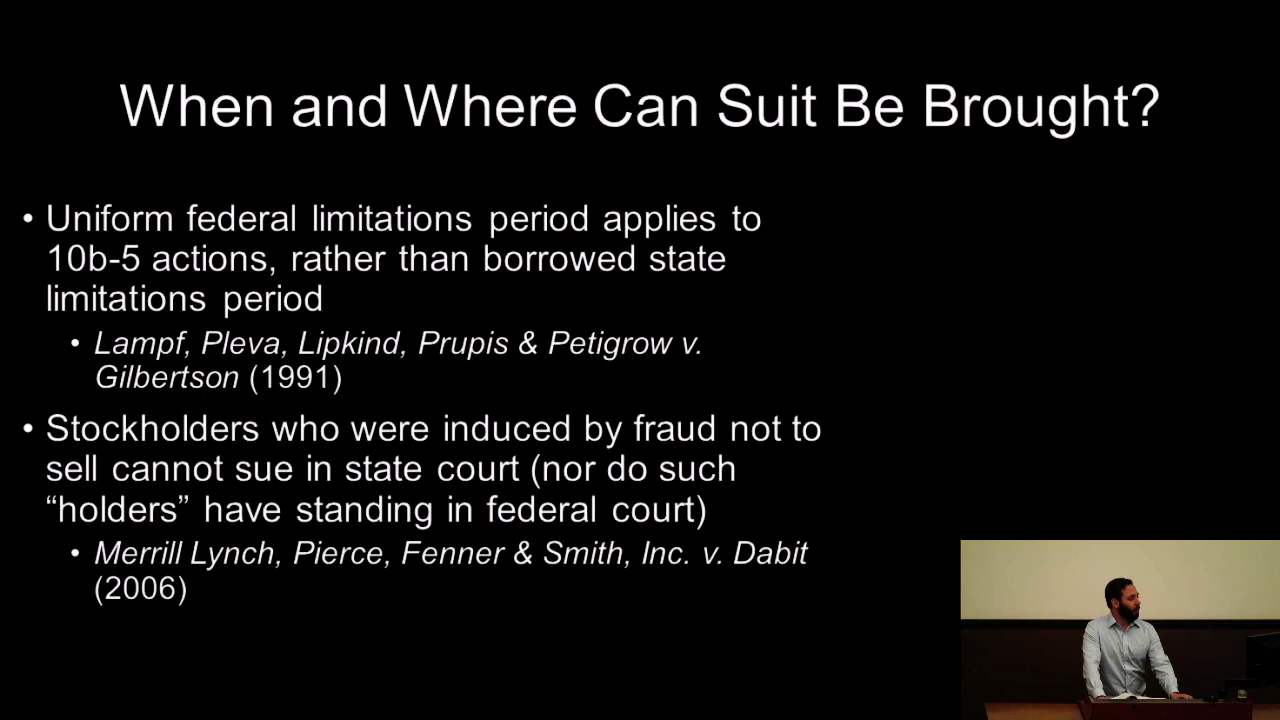 When and Where Can Suit Be Brought?
• Uniform federal limitations period applies to
10b-5 actions, rather than borrowed state
limitations period
• Lampf, Pleva, Lipkind, Prupis & Petigrow v.
Gilbertson (1991)
• Stockholders who were induced by fraud not to
sell cannot sue in state court (nor do such
“holders” have standing in federal court)
• Merrill Lynch, Pierce, Fenner & Smith, Inc. v. Dabit
(2006)